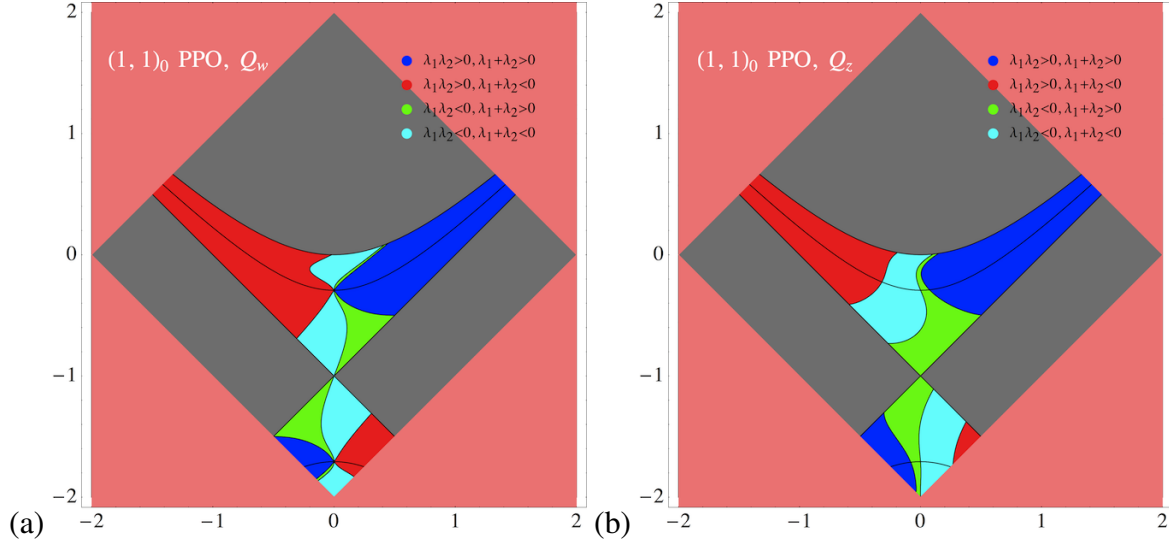 2
(1, 1)₀ PPO, Q_w
λ₁λ₂>0, λ₁+λ₂>0
λ₁λ₂>0, λ₁+λ₂<0
λ₁λ₂<0, λ₁+λ₂>0
λ₁λ₂<0, λ₁+λ₂<0
1
0
−1
−2
(a)
−2 −1 0 1 2
2
(1, 1)₀ PPO, Q_z
λ₁λ₂>0, λ₁+λ₂>0
λ₁λ₂>0, λ₁+λ₂<0
λ₁λ₂<0, λ₁+λ₂>0
λ₁λ₂<0, λ₁+λ₂<0
1
0
−1
−2
(b)
−2 −1 0 1 2